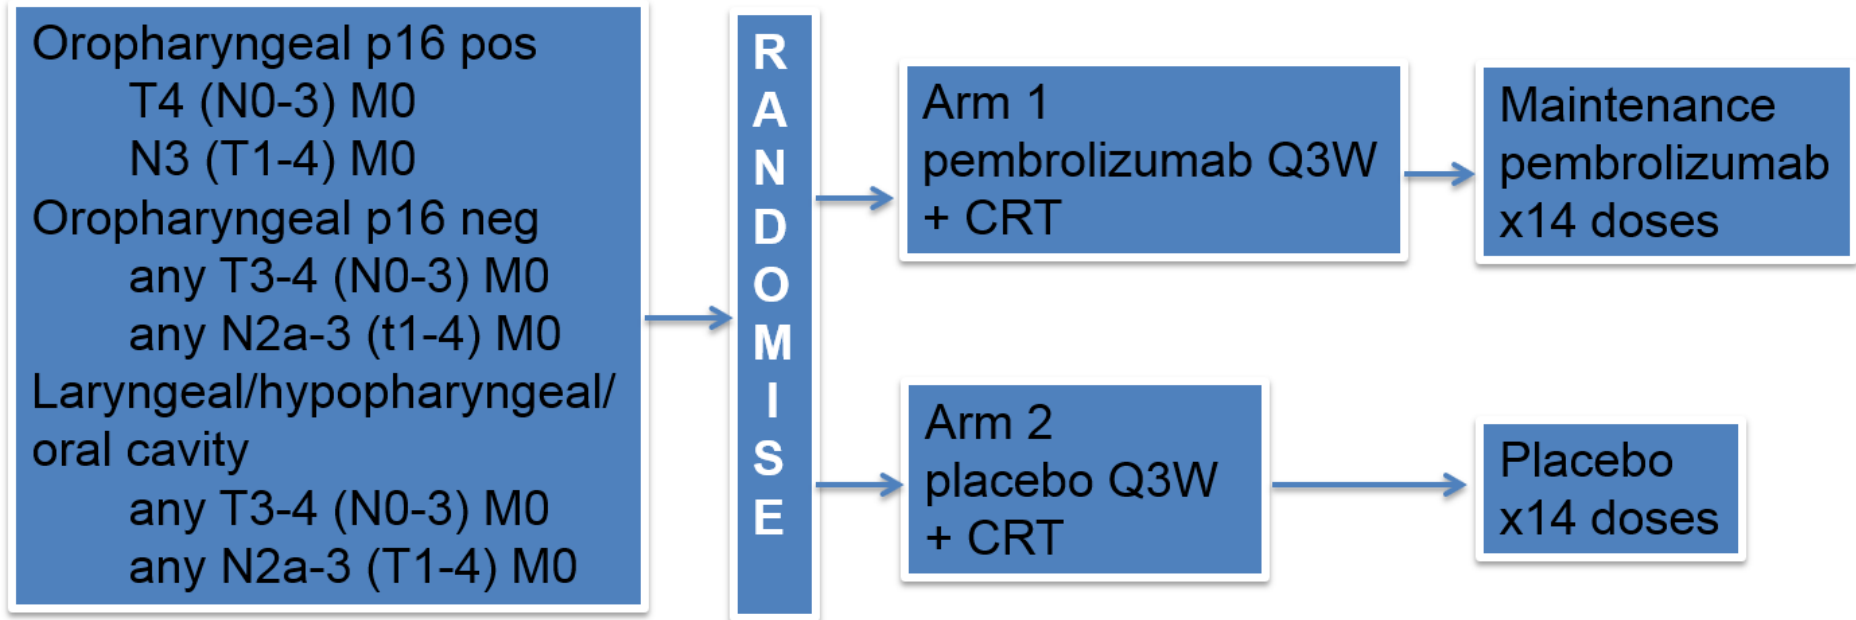 Oropharyngeal p16 pos
T4 (N0-3) M0
N3 (T1-4) M0
Oropharyngeal p16 neg
any T3-4 (N0-3) M0
any N2a-3 (t1-4) M0
Laryngeal/hypopharyngeal/
oral cavity
any T3-4 (N0-3) M0
any N2a-3 (T1-4) M0
R
A
N
D
O
M
I
S
E
Arm 1
pembrolizumab Q3W
+ CRT
Maintenance
pembrolizumab
x14 doses
Arm 2
placebo Q3W
+ CRT
Placebo
x14 doses